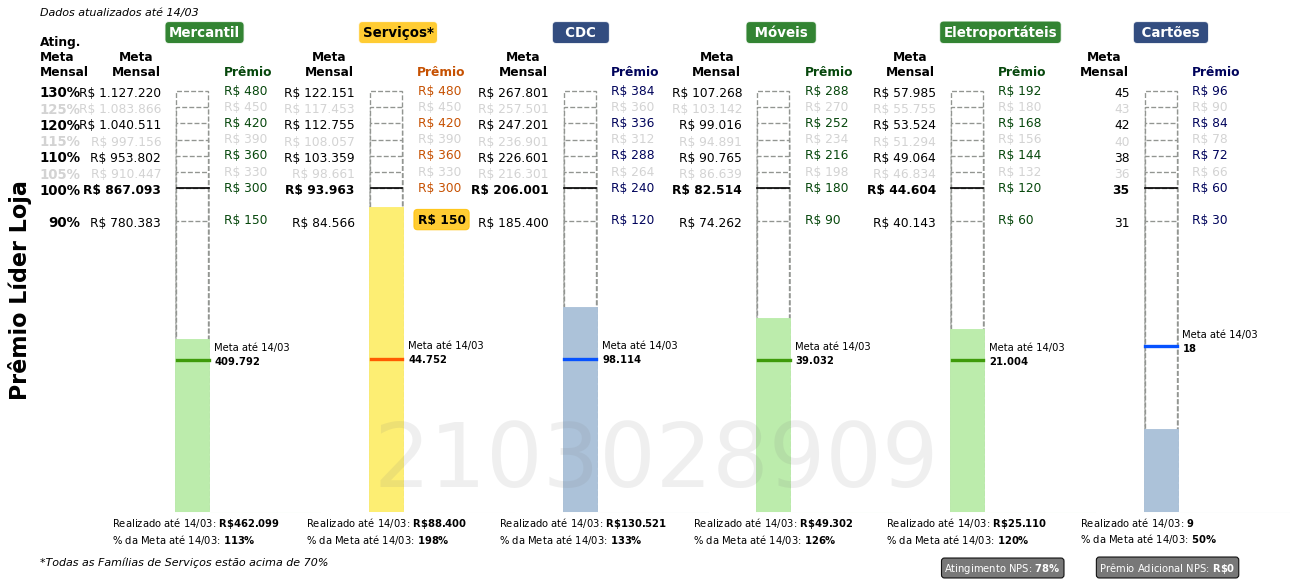 Dados atualizados até 14/03
Mercantil Serviços* CDC Móveis Eletroportáteis Cartões
Ating. Meta Mensal
Meta Mensal Prêmio Meta Mensal Prêmio Meta Mensal Prêmio Meta Mensal Prêmio Meta Mensal Prêmio Meta Mensal Prêmio
130% R$ 1.127.220 R$ 480 R$ 122.151 R$ 480 R$ 267.801 R$ 384 R$ 107.268 R$ 288 R$ 57.985 R$ 192 45 R$ 96
125% R$ 1.083.866 R$ 450 R$ 117.453 R$ 450 R$ 257.501 R$ 360 R$ 103.142 R$ 270 R$ 55.755 R$ 180 43 R$ 90
120% R$ 1.040.511 R$ 420 R$ 112.755 R$ 420 R$ 247.201 R$ 336 R$ 99.016 R$ 252 R$ 53.524 R$ 168 42 R$ 84
115% R$ 997.156 R$ 390 R$ 108.057 R$ 390 R$ 236.901 R$ 312 R$ 94.891 R$ 234 R$ 51.294 R$ 156 40 R$ 78
110% R$ 953.802 R$ 360 R$ 103.359 R$ 360 R$ 226.601 R$ 288 R$ 90.765 R$ 216 R$ 49.064 R$ 144 38 R$ 72
105% R$ 910.447 R$ 330 R$ 98.661 R$ 330 R$ 216.301 R$ 264 R$ 86.639 R$ 198 R$ 46.834 R$ 132 36 R$ 66
100% R$ 867.093 R$ 300 R$ 93.963 R$ 300 R$ 206.001 R$ 240 R$ 82.514 R$ 180 R$ 44.604 R$ 120 35 R$ 60
90% R$ 780.383 R$ 150 R$ 84.566 R$ 150 R$ 185.400 R$ 120 R$ 74.262 R$ 90 R$ 40.143 R$ 60 31 R$ 30
Prêmio Líder Loja
Meta até 14/03 Meta até 14/03 Meta até 14/03 Meta até 14/03 Meta até 14/03 Meta até 14/03
409.792 44.752 98.114 39.032 21.004 18
2103028909
Realizado até 14/03: R$462.099 Realizado até 14/03: R$88.400 Realizado até 14/03: R$130.521 Realizado até 14/03: R$49.302 Realizado até 14/03: R$25.110 Realizado até 14/03: 9
% da Meta até 14/03: 113% % da Meta até 14/03: 198% % da Meta até 14/03: 133% % da Meta até 14/03: 126% % da Meta até 14/03: 120% % da Meta até 14/03: 50%
*Todas as Famílias de Serviços estão acima de 70% Atingimento NPS: 78% Prêmio Adicional NPS: R$0